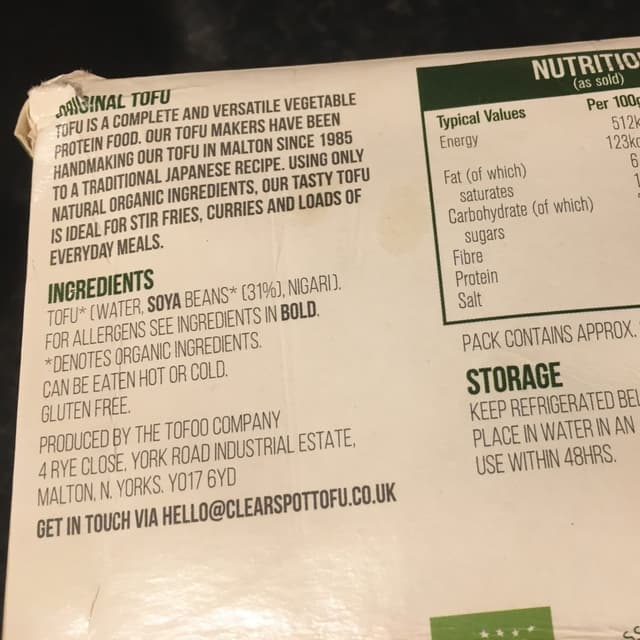 ORIGINAL TOFU
TOFU IS A COMPLETE AND VERSATILE VEGETABLE
PROTEIN FOOD. OUR TOFU MAKERS HAVE BEEN
HANDMAKING OUR TOFU IN MALTON SINCE 1985
TO A TRADITIONAL JAPANESE RECIPE. USING ONLY
NATURAL ORGANIC INGREDIENTS, OUR TASTY TOFU
IS IDEAL FOR STIR FRIES, CURRIES AND LOADS OF
EVERYDAY MEALS.
INGREDIENTS
TOFU* (WATER, SOYA BEANS* (31%), NIGARI).
FOR ALLERGENS SEE INGREDIENTS IN BOLD.
*DENOTES ORGANIC INGREDIENTS.
CAN BE EATEN HOT OR COLD.
GLUTEN FREE.
PRODUCED BY THE TOFOO COMPANY
4 RYE CLOSE, YORK ROAD INDUSTRIAL ESTATE,
MALTON, N. YORKS. YO17 6YD
GET IN TOUCH VIA HELLO@CLEARSPOTTOFU.CO.UK
NUTRITIO
(as sold)
Typical Values Per 100g
Energy 512k
123kc
Fat (of which) 6
saturates 1
Carbohydrate (of which)
sugars
Fibre
Protein
Salt
PACK CONTAINS APPROX.
STORAGE
KEEP REFRIGERATED BEL
PLACE IN WATER IN AN
USE WITHIN 48HRS.